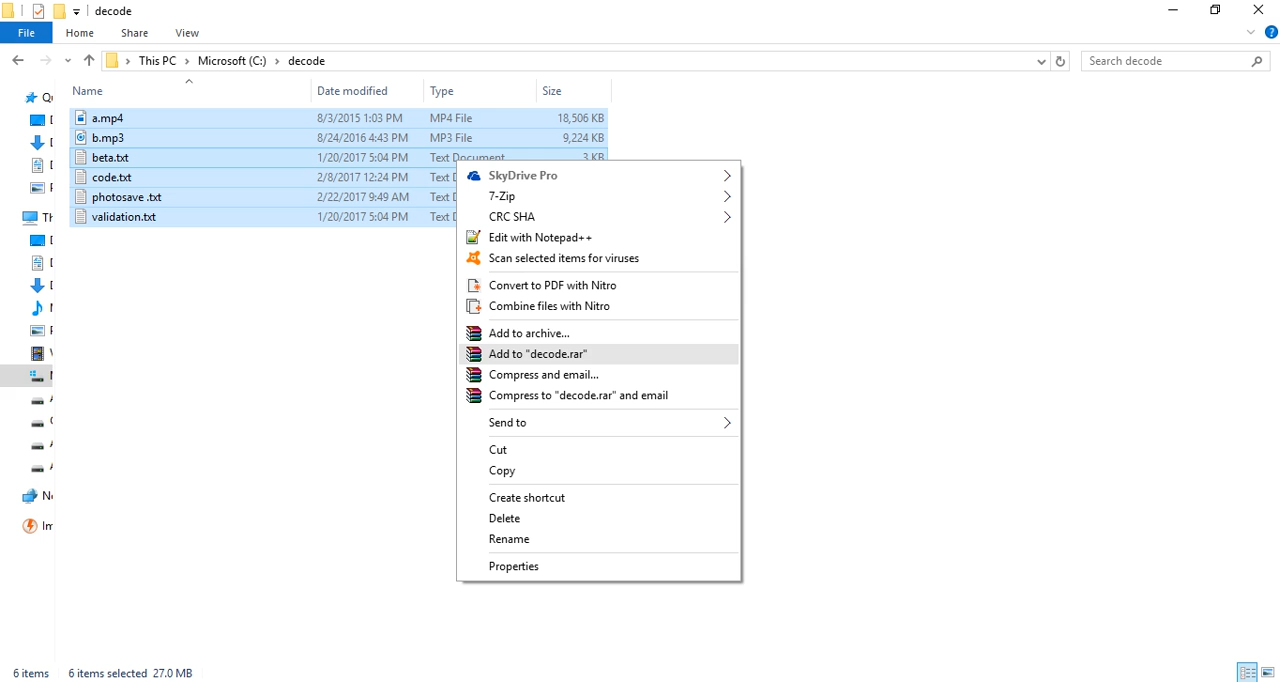 decode
File Home Share View
This PC Microsoft (C:) decode
Search decode
Name Date modified Type Size
a.mp4 8/3/2015 1:03 PM MP4 File 18,506 KB
b.mp3 8/24/2016 4:43 PM MP3 File 9,224 KB
beta.txt 1/20/2017 5:04 PM Text Document 3 KB
code.txt 2/8/2017 12:24 PM Text
photosave .txt 2/22/2017 9:49 AM Text
validation.txt 1/20/2017 5:04 PM Text
SkyDrive Pro
7-Zip
CRC SHA
Edit with Notepad++
Scan selected items for viruses
Convert to PDF with Nitro
Combine files with Nitro
Add to archive...
Add to "decode.rar"
Compress and email...
Compress to "decode.rar" and email
Send to
Cut
Copy
Create shortcut
Delete
Rename
Properties
6 items 6 items selected 27.0 MB